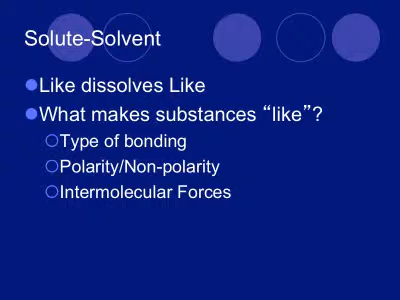 Solute-Solvent
Like dissolves Like
What makes substances “like”?
Type of bonding
Polarity/Non-polarity
Intermolecular Forces